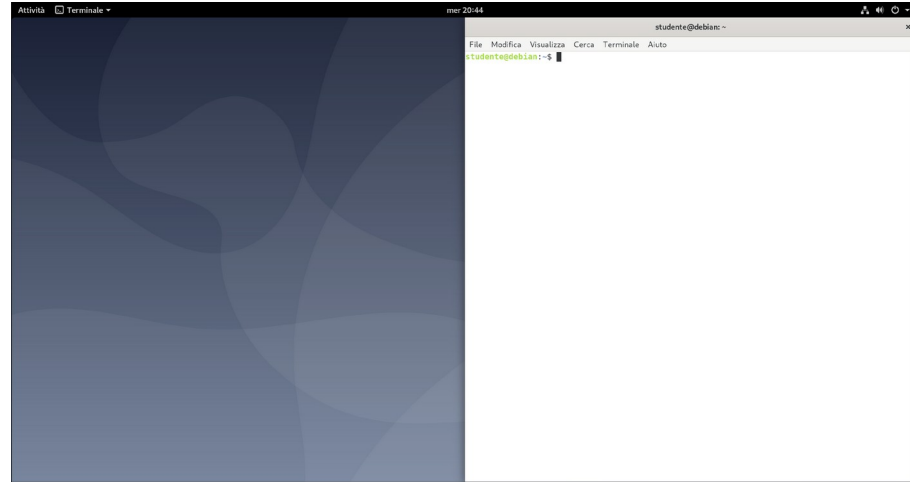 Attività Terminale mer 20:44
studente@debian: ~
File Modifica Visualizza Cerca Terminale Aiuto
studente@debian:~$